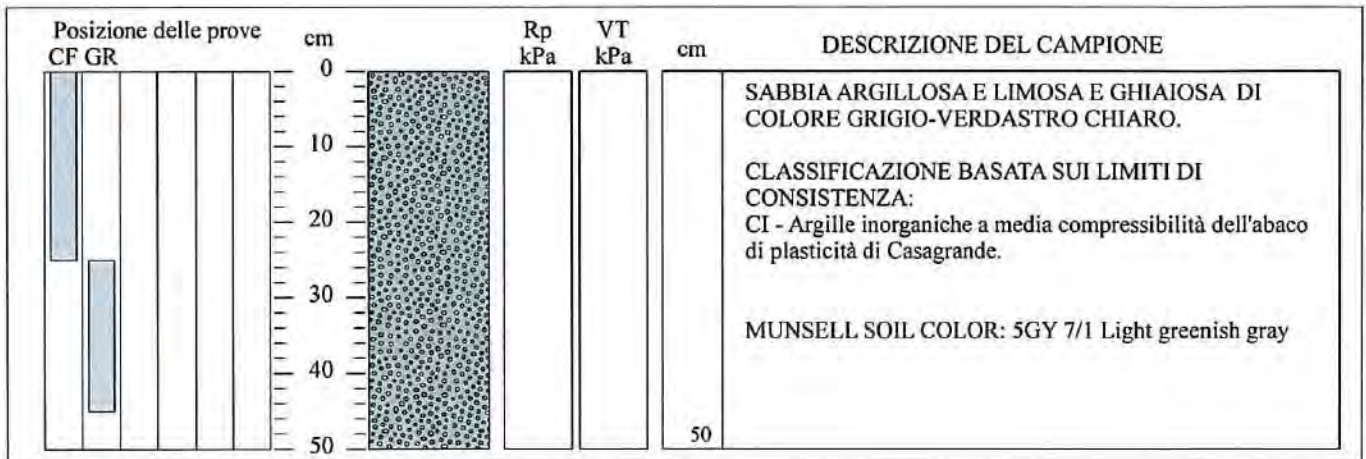 Posizione delle prove
CF GR
cm
Rp
kPa
VT
kPa
cm
DESCRIZIONE DEL CAMPIONE
0
10
20
30
40
50
50
SABBIA ARGILLOSA E LIMOSA E GHIAIOSA DI
COLORE GRIGIO-VERDASTRO CHIARO.
CLASSIFICAZIONE BASATA SUI LIMITI DI
CONSISTENZA:
CI - Argille inorganiche a media compressibilità dell'abaco
di plasticità di Casagrande.
MUNSELL SOIL COLOR: 5GY 7/1 Light greenish gray